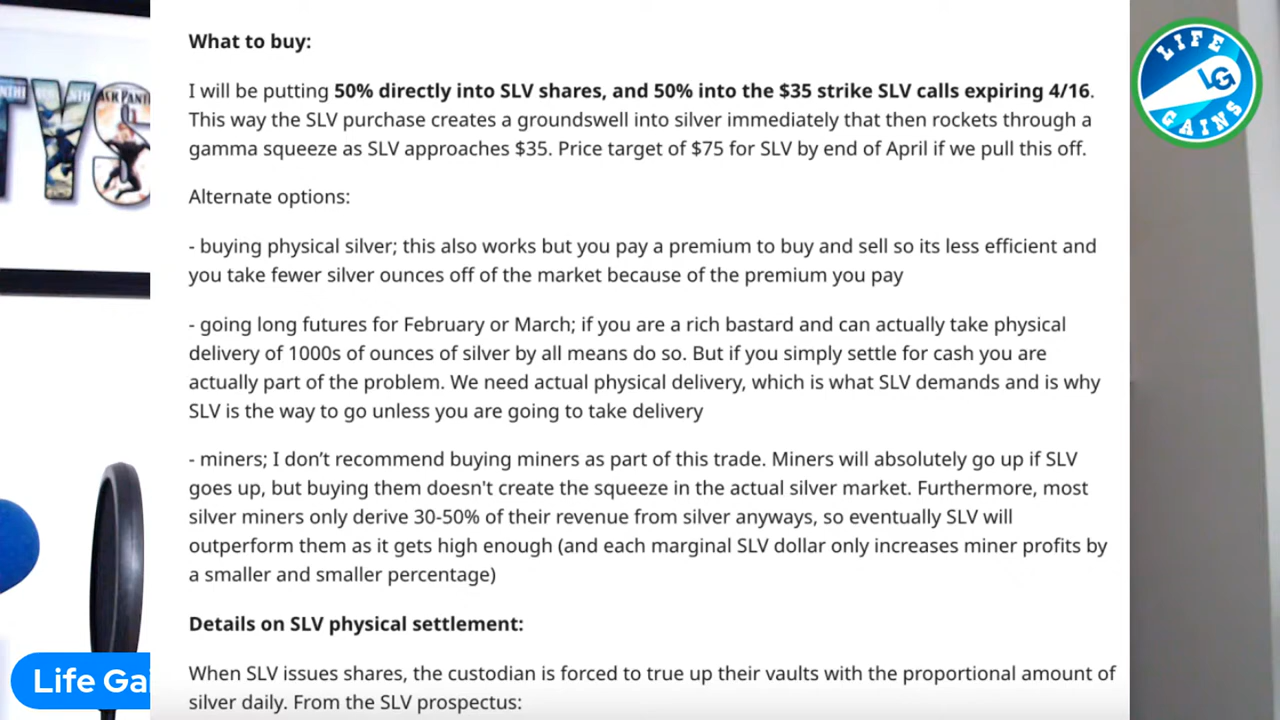 What to buy:
I will be putting 50% directly into SLV shares, and 50% into the $35 strike SLV calls expiring 4/16.
This way the SLV purchase creates a groundswell into silver immediately that then rockets through a
gamma squeeze as SLV approaches $35. Price target of $75 for SLV by end of April if we pull this off.
Alternate options:
- buying physical silver; this also works but you pay a premium to buy and sell so its less efficient and
you take fewer silver ounces off of the market because of the premium you pay
- going long futures for February or March; if you are a rich bastard and can actually take physical
delivery of 1000s of ounces of silver by all means do so. But if you simply settle for cash you are
actually part of the problem. We need actual physical delivery, which is what SLV demands and is why
SLV is the way to go unless you are going to take delivery
- miners; I don’t recommend buying miners as part of this trade. Miners will absolutely go up if SLV
goes up, but buying them doesn't create the squeeze in the actual silver market. Furthermore, most
silver miners only derive 30-50% of their revenue from silver anyways, so eventually SLV will
outperform them as it gets high enough (and each marginal SLV dollar only increases miner profits by
a smaller and smaller percentage)
Details on SLV physical settlement:
When SLV issues shares, the custodian is forced to true up their vaults with the proportional amount of
silver daily. From the SLV prospectus:
LIFE
LG
GAINS
TYS
Life Gai